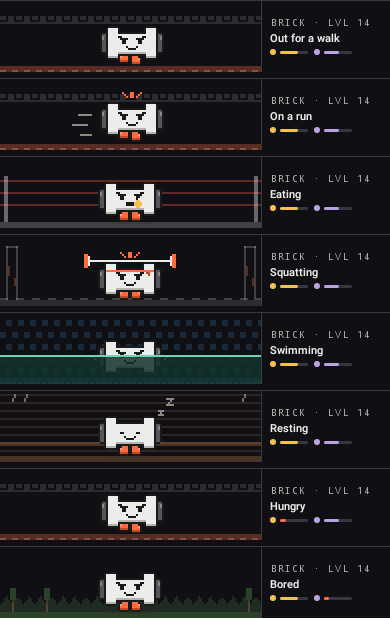 BRICK · LVL 14
Out for a walk
BRICK · LVL 14
On a run
BRICK · LVL 14
Eating
BRICK · LVL 14
Squatting
BRICK · LVL 14
Swimming
z
z
BRICK · LVL 14
Resting
BRICK · LVL 14
Hungry
BRICK · LVL 14
Bored